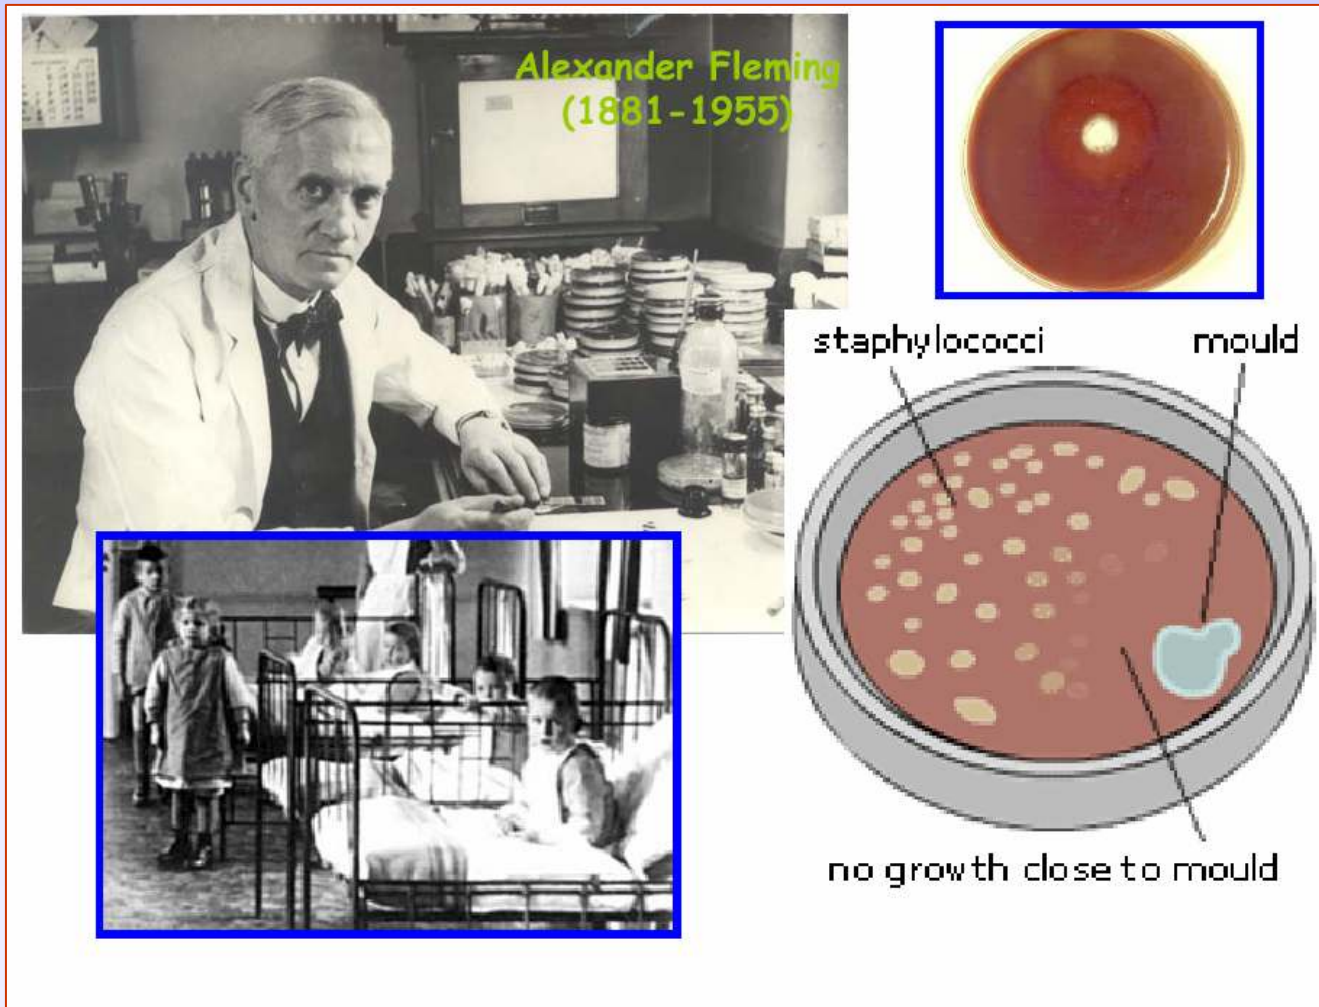 Alexander Fleming
(1881-1955)
staphylococci
mould
no growth close to mould